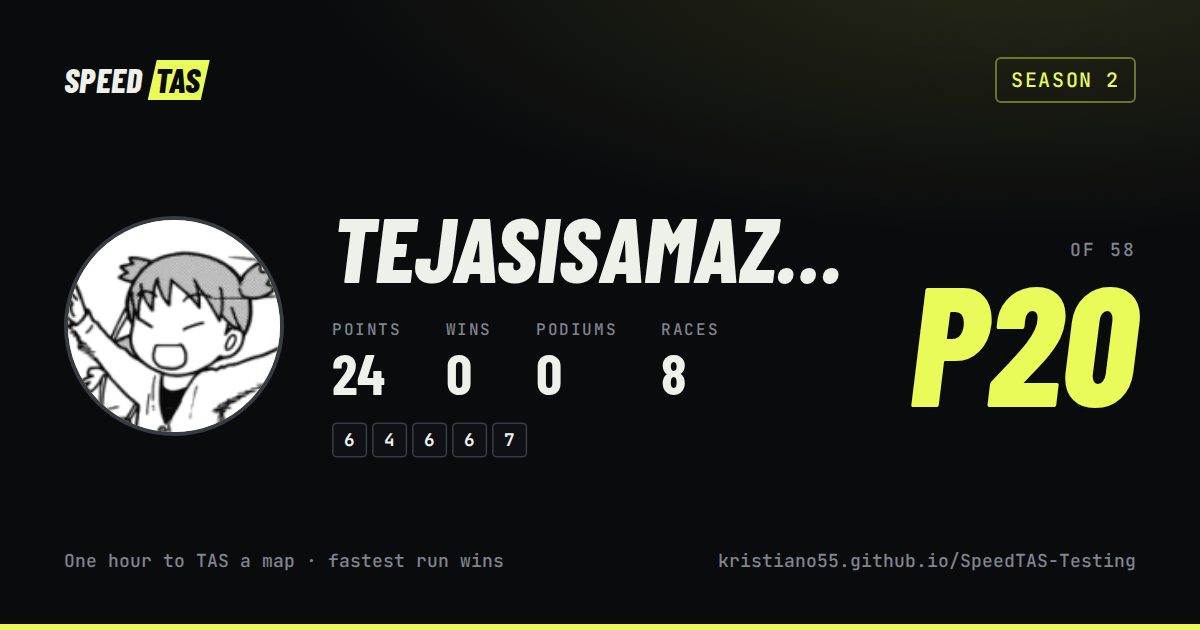 SPEED TAS
SEASON 2
TEJASISAMAZ...
OF 58
P20
POINTS WINS PODIUMS RACES
24 0 0 8
6 4 6 6 7
One hour to TAS a map · fastest run wins
kristiano55.github.io/SpeedTAS-Testing